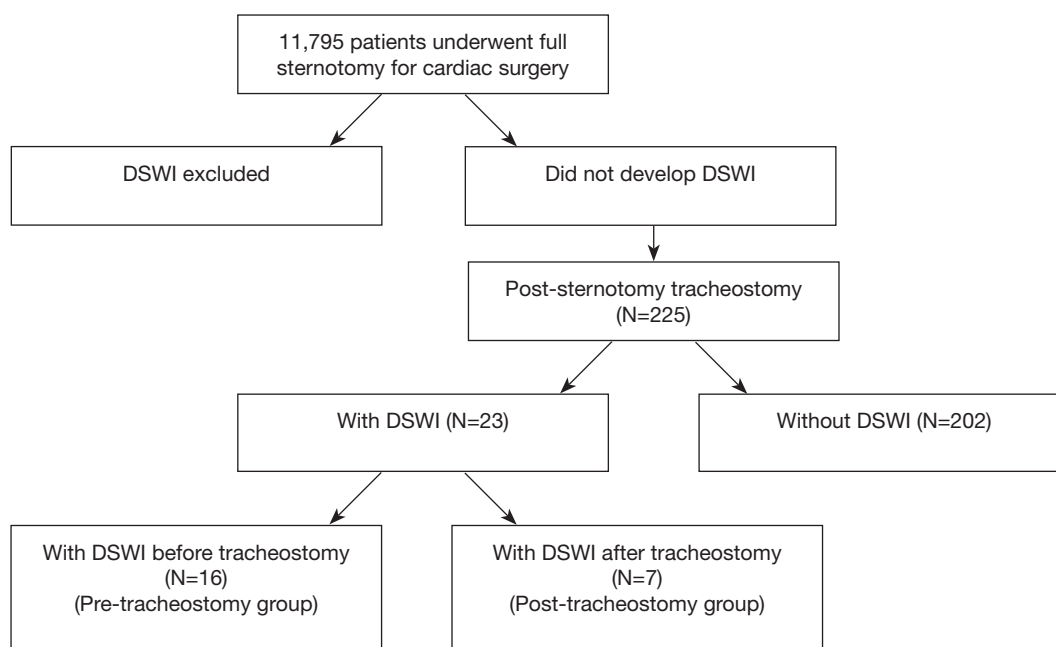 11,795 patients underwent full
sternotomy for cardiac surgery
DSWI excluded
Did not develop DSWI
Post-sternotomy tracheostomy
(N=225)
With DSWI (N=23)
Without DSWI (N=202)
With DSWI before tracheostomy
(N=16)
(Pre-tracheostomy group)
With DSWI after tracheostomy
(N=7)
(Post-tracheostomy group)